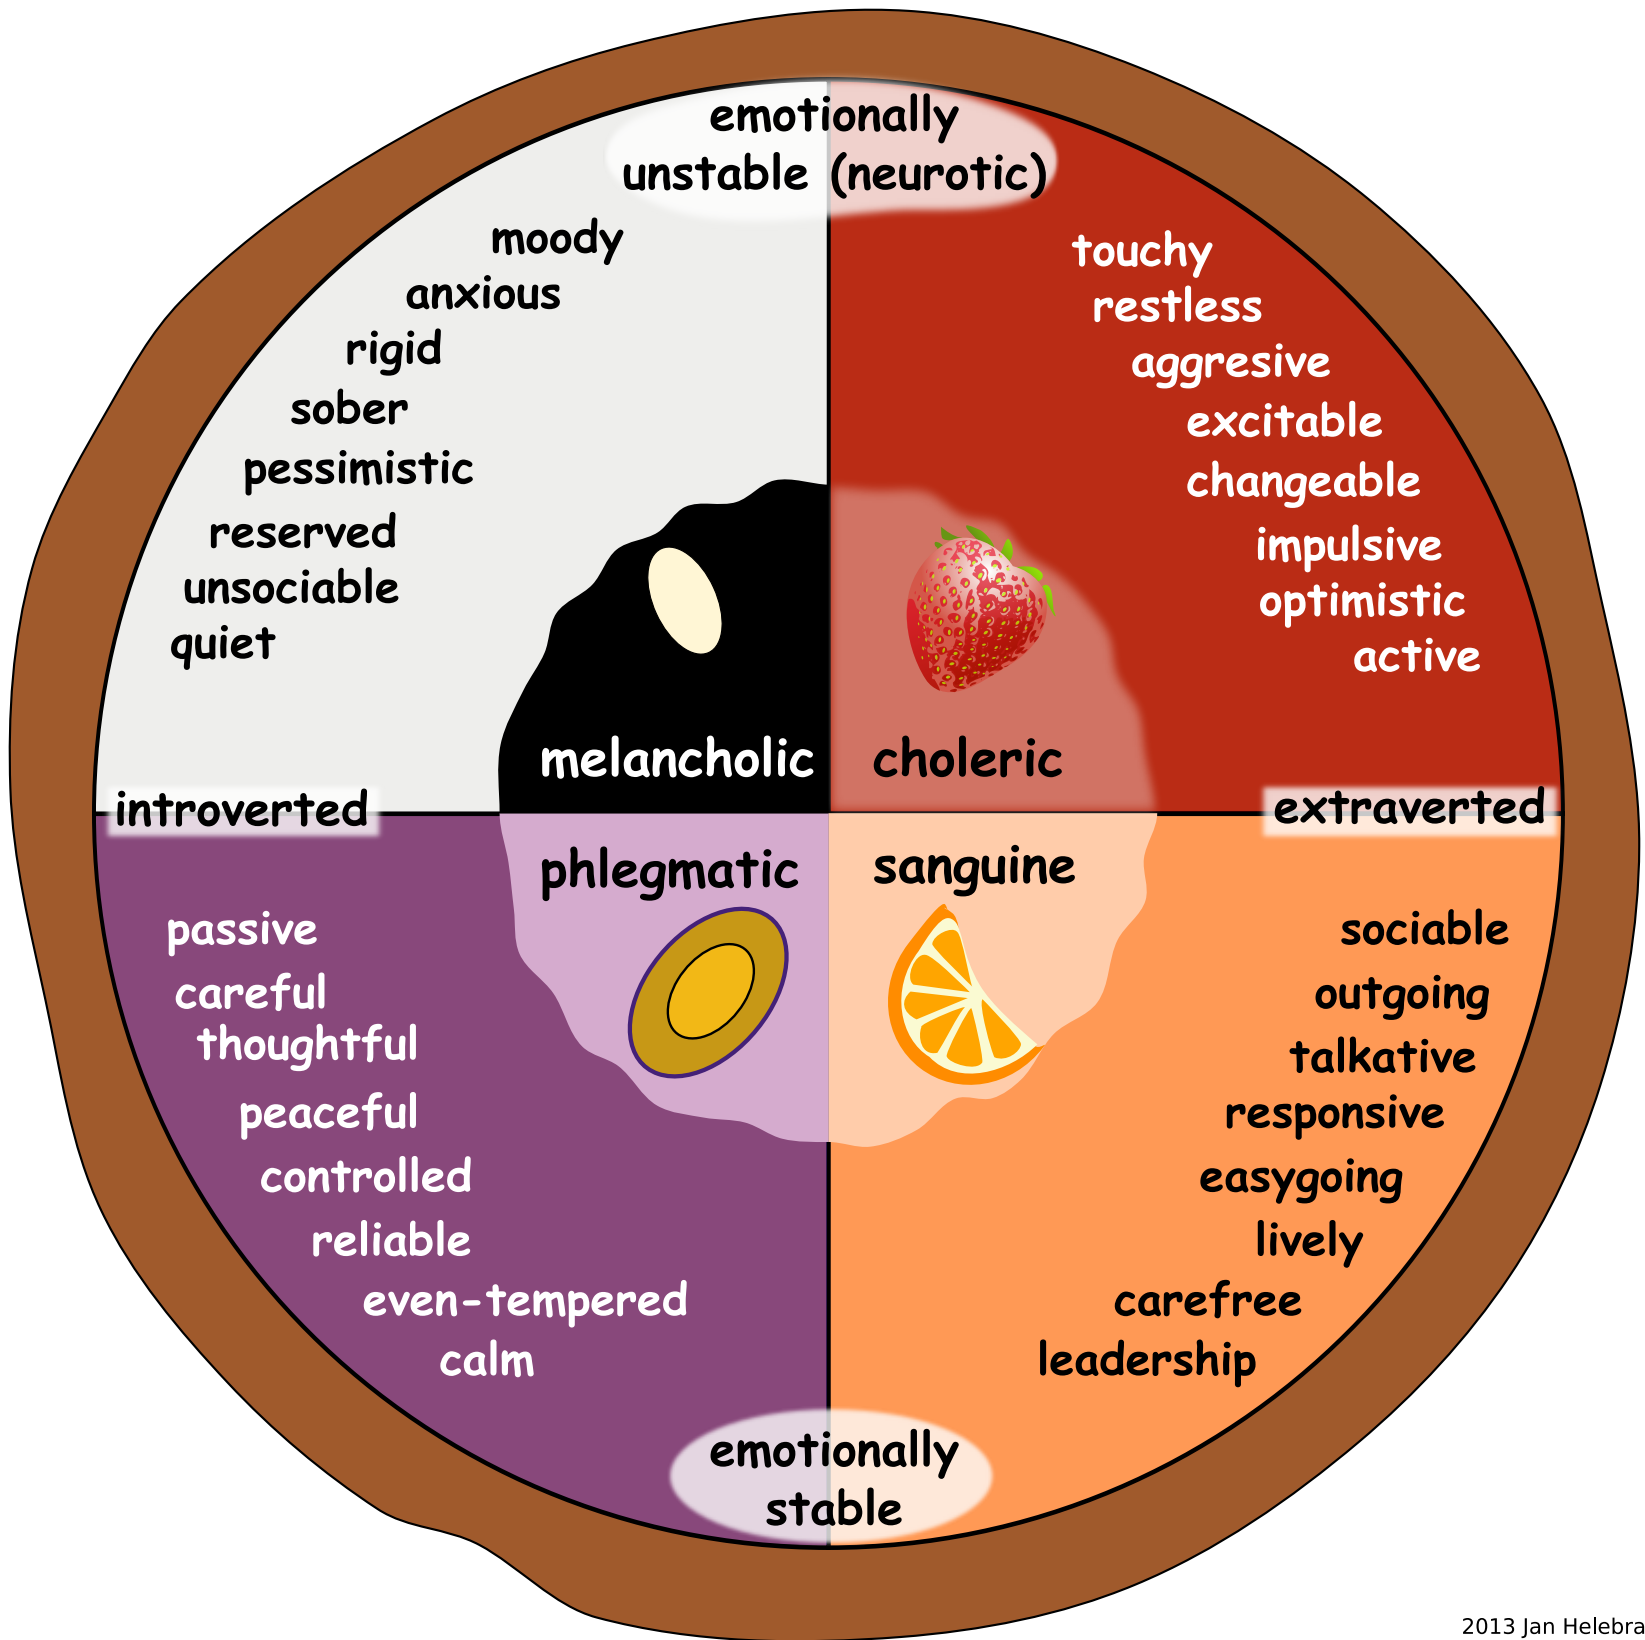 emotionally
unstable (neurotic)
moody
anxious
rigid
sober
pessimistic
reserved
unsociable
quiet
touchy
restless
aggresive
excitable
changeable
impulsive
optimistic
active
melancholic
choleric
introverted
extraverted
phlegmatic
sanguine
passive
careful
thoughtful
peaceful
controlled
reliable
even-tempered
calm
sociable
outgoing
talkative
responsive
easygoing
lively
carefree
leadership
emotionally
stable
2013 Jan Helebra